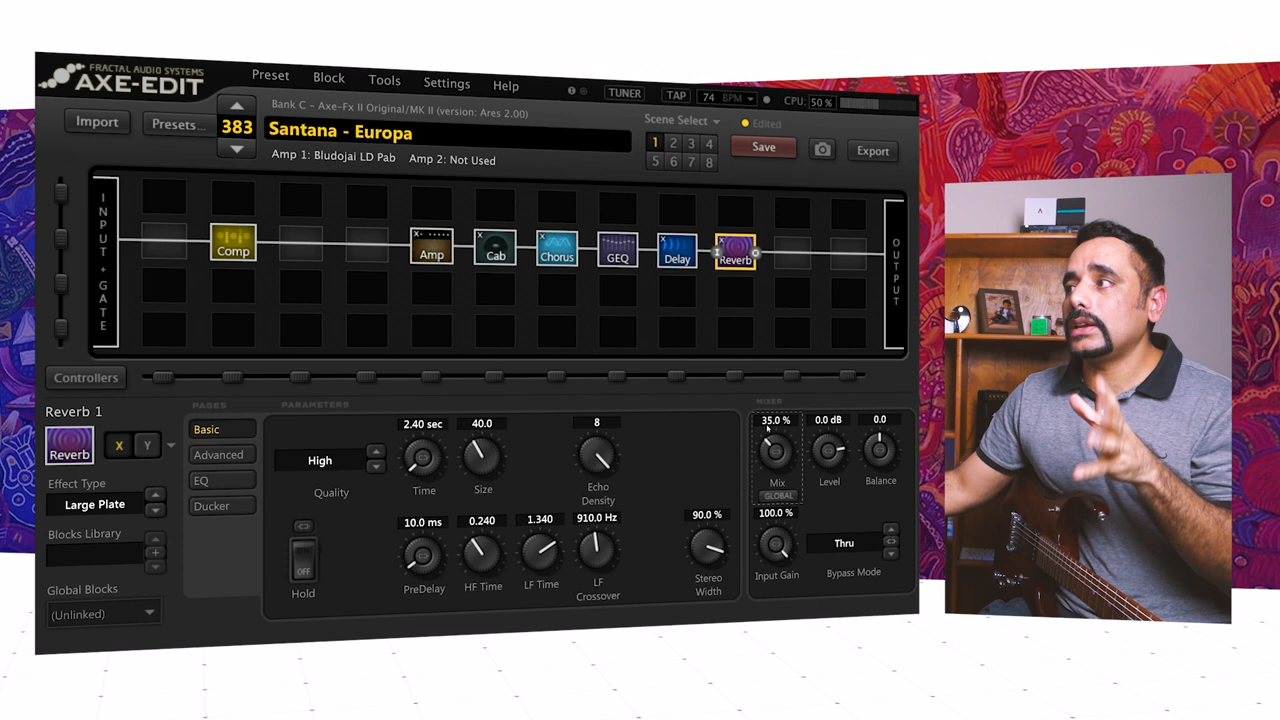 FRACTAL AUDIO SYSTEMS
AXE-EDIT
Preset Block Tools Settings Help
TUNER TAP 74 BPM CPU: 50 %
Import Presets... 383
Bank C - Axe-Fx II Original/MK II (version: Ares 2.00)
Santana - Europa
Amp 1: Bludojai LD Pab Amp 2: Not Used
Scene Select Edited
1 2 3 4
5 6 7 8
Save Export
INPUT + GATE
Comp Amp Cab Chorus GEQ Delay Reverb
OUTPUT
Controllers
Reverb 1
Reverb X Y
Effect Type
Large Plate
Blocks Library
Global Blocks
(Unlinked)
PAGES
Basic
Advanced
EQ
Ducker
PARAMETERS
High
Quality
2.40 sec 40.0 8
Time Size Echo Density
ON
OFF
Hold
10.0 ms 0.240 1.340 910.0 Hz 90.0 %
PreDelay HF Time LF Time LF Crossover Stereo Width
MIXER
35.0 % 0.0 dB 0.0
Mix Level Balance
GLOBAL
100.0 %
Input Gain
Thru
Bypass Mode